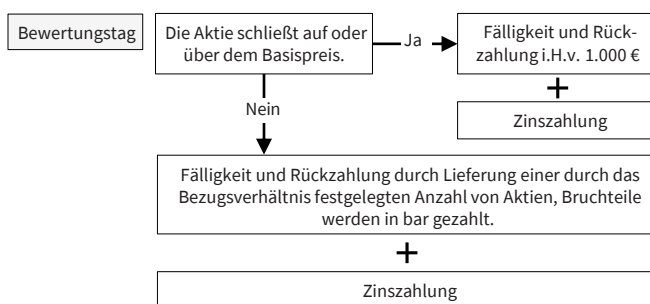 Bewertungstag
Die Aktie schließt auf oder
über dem Basispreis.
Ja
Fälligkeit und Rück-
zahlung i.H.v. 1.000 €
+
Zinszahlung
Nein
Fälligkeit und Rückzahlung durch Lieferung einer durch das
Bezugsverhältnis festgelegten Anzahl von Aktien, Bruchteile
werden in bar gezahlt.
+
Zinszahlung